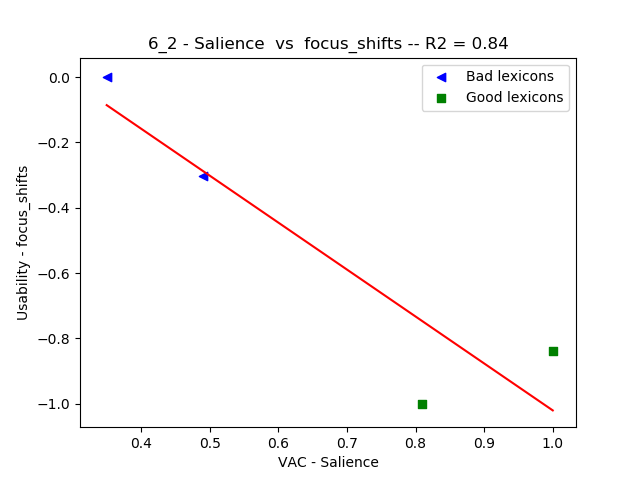 6_2 - Salience  vs  focus_shifts -- R2 = 0.84
Bad lexicons
Good lexicons
Usability - focus_shifts
0.0
−0.2
−0.4
−0.6
−0.8
−1.0
0.4
0.5
0.6
0.7
0.8
0.9
1.0
VAC - Salience